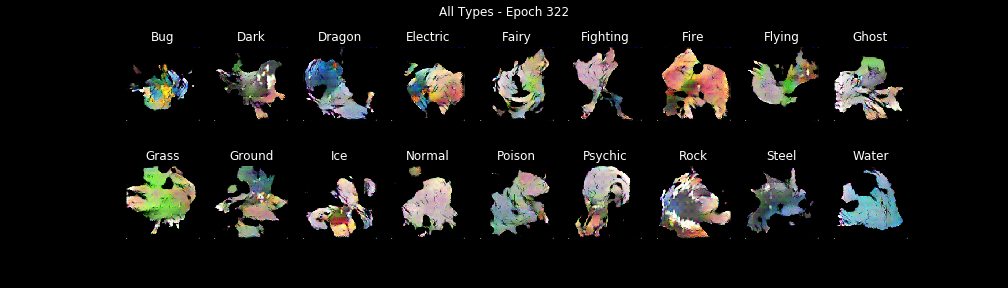 All Types - Epoch 322
Bug Dark Dragon Electric Fairy Fighting Fire Flying Ghost
Grass Ground Ice Normal Poison Psychic Rock Steel Water